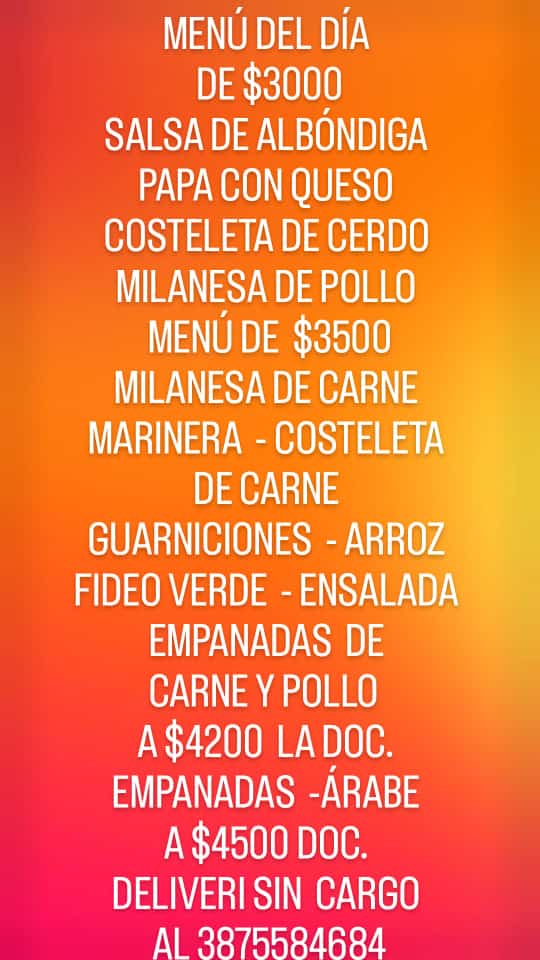 MENÚ DEL DÍA
DE $3000
SALSA DE ALBÓNDIGA
PAPA CON QUESO
COSTELETA DE CERDO
MILANESA DE POLLO
MENÚ DE $3500
MILANESA DE CARNE
MARINERA - COSTELETA
DE CARNE
GUARNICIONES - ARROZ
FIDEO VERDE - ENSALADA
EMPANADAS DE
CARNE Y POLLO
A $4200 LA DOC.
EMPANADAS -ÁRABE
A $4500 DOC.
DELIVERI SIN CARGO
AL 3875584684